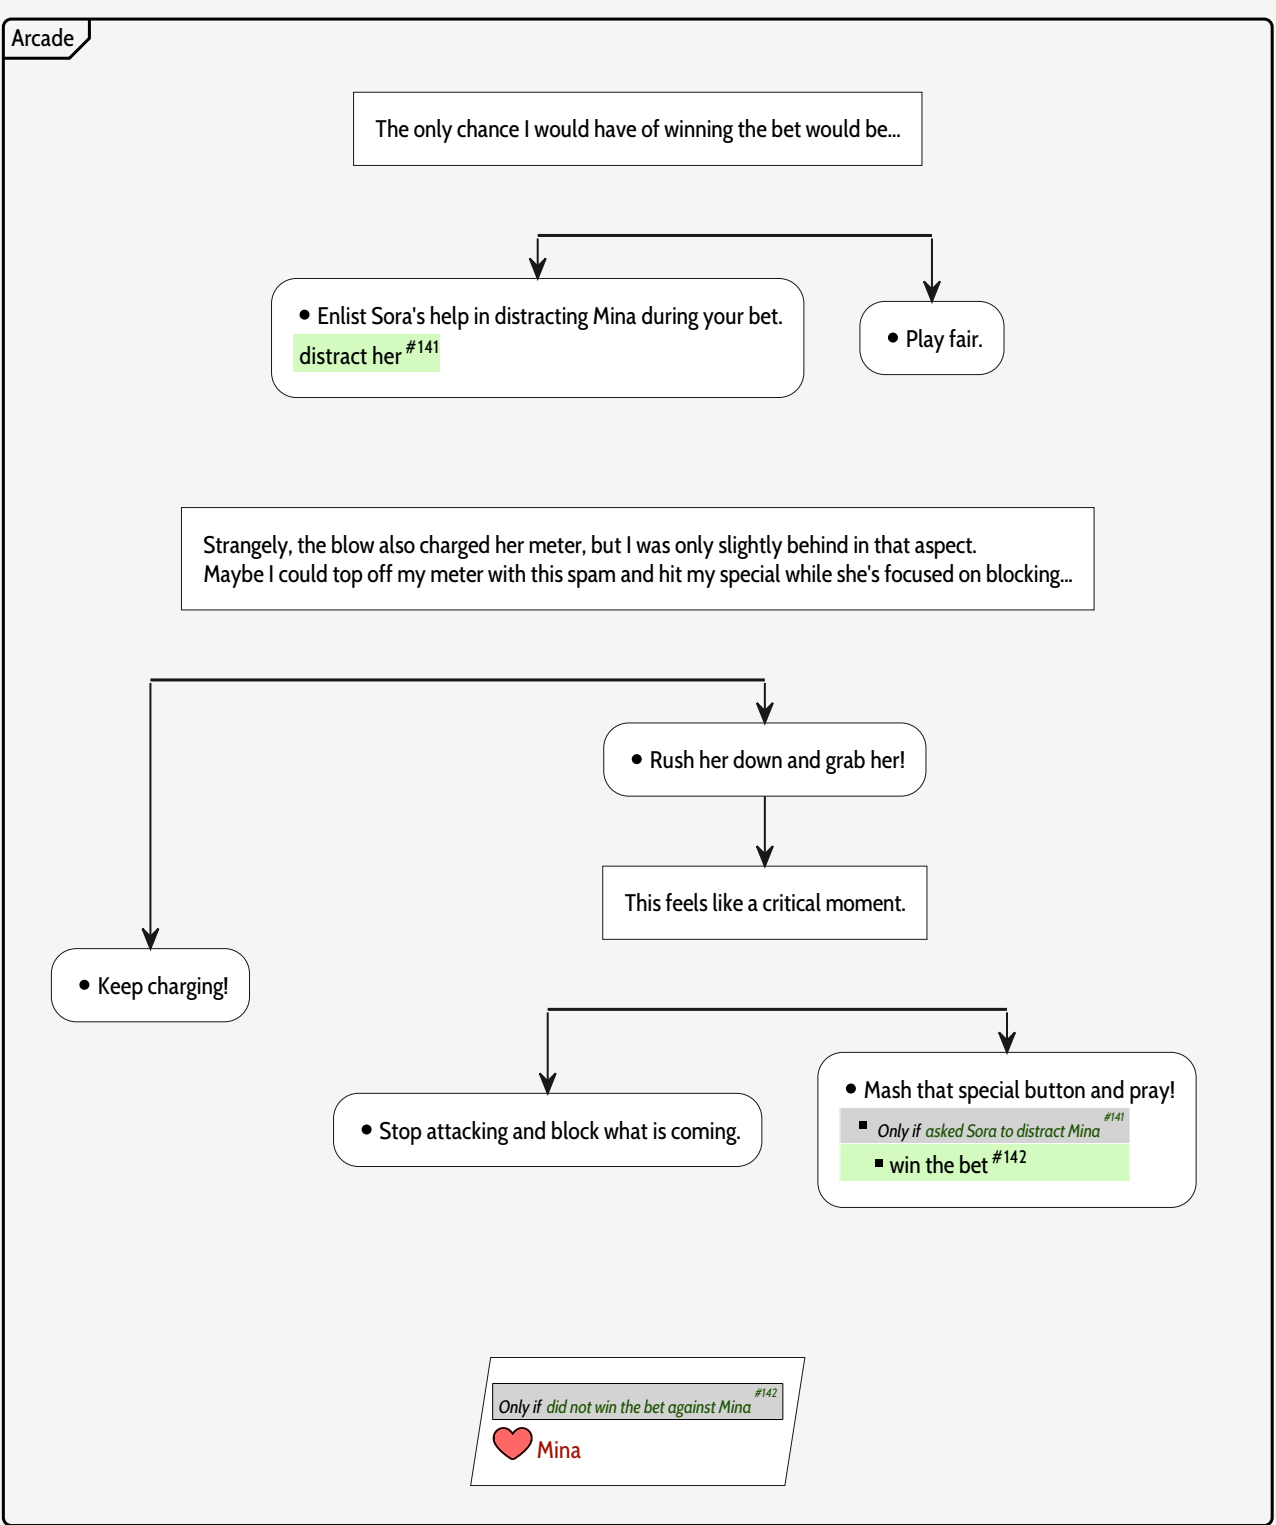 Arcade
The only chance I would have of winning the bet would be...
• Enlist Sora's help in distracting Mina during your bet.
distract her #141
• Play fair.
Strangely, the blow also charged her meter, but I was only slightly behind in that aspect.
Maybe I could top off my meter with this spam and hit my special while she's focused on blocking...
• Rush her down and grab her!
This feels like a critical moment.
• Keep charging!
• Stop attacking and block what is coming.
• Mash that special button and pray!
▪ Only if asked Sora to distract Mina #141
▪ win the bet #142
Only if did not win the bet against Mina #142
Mina